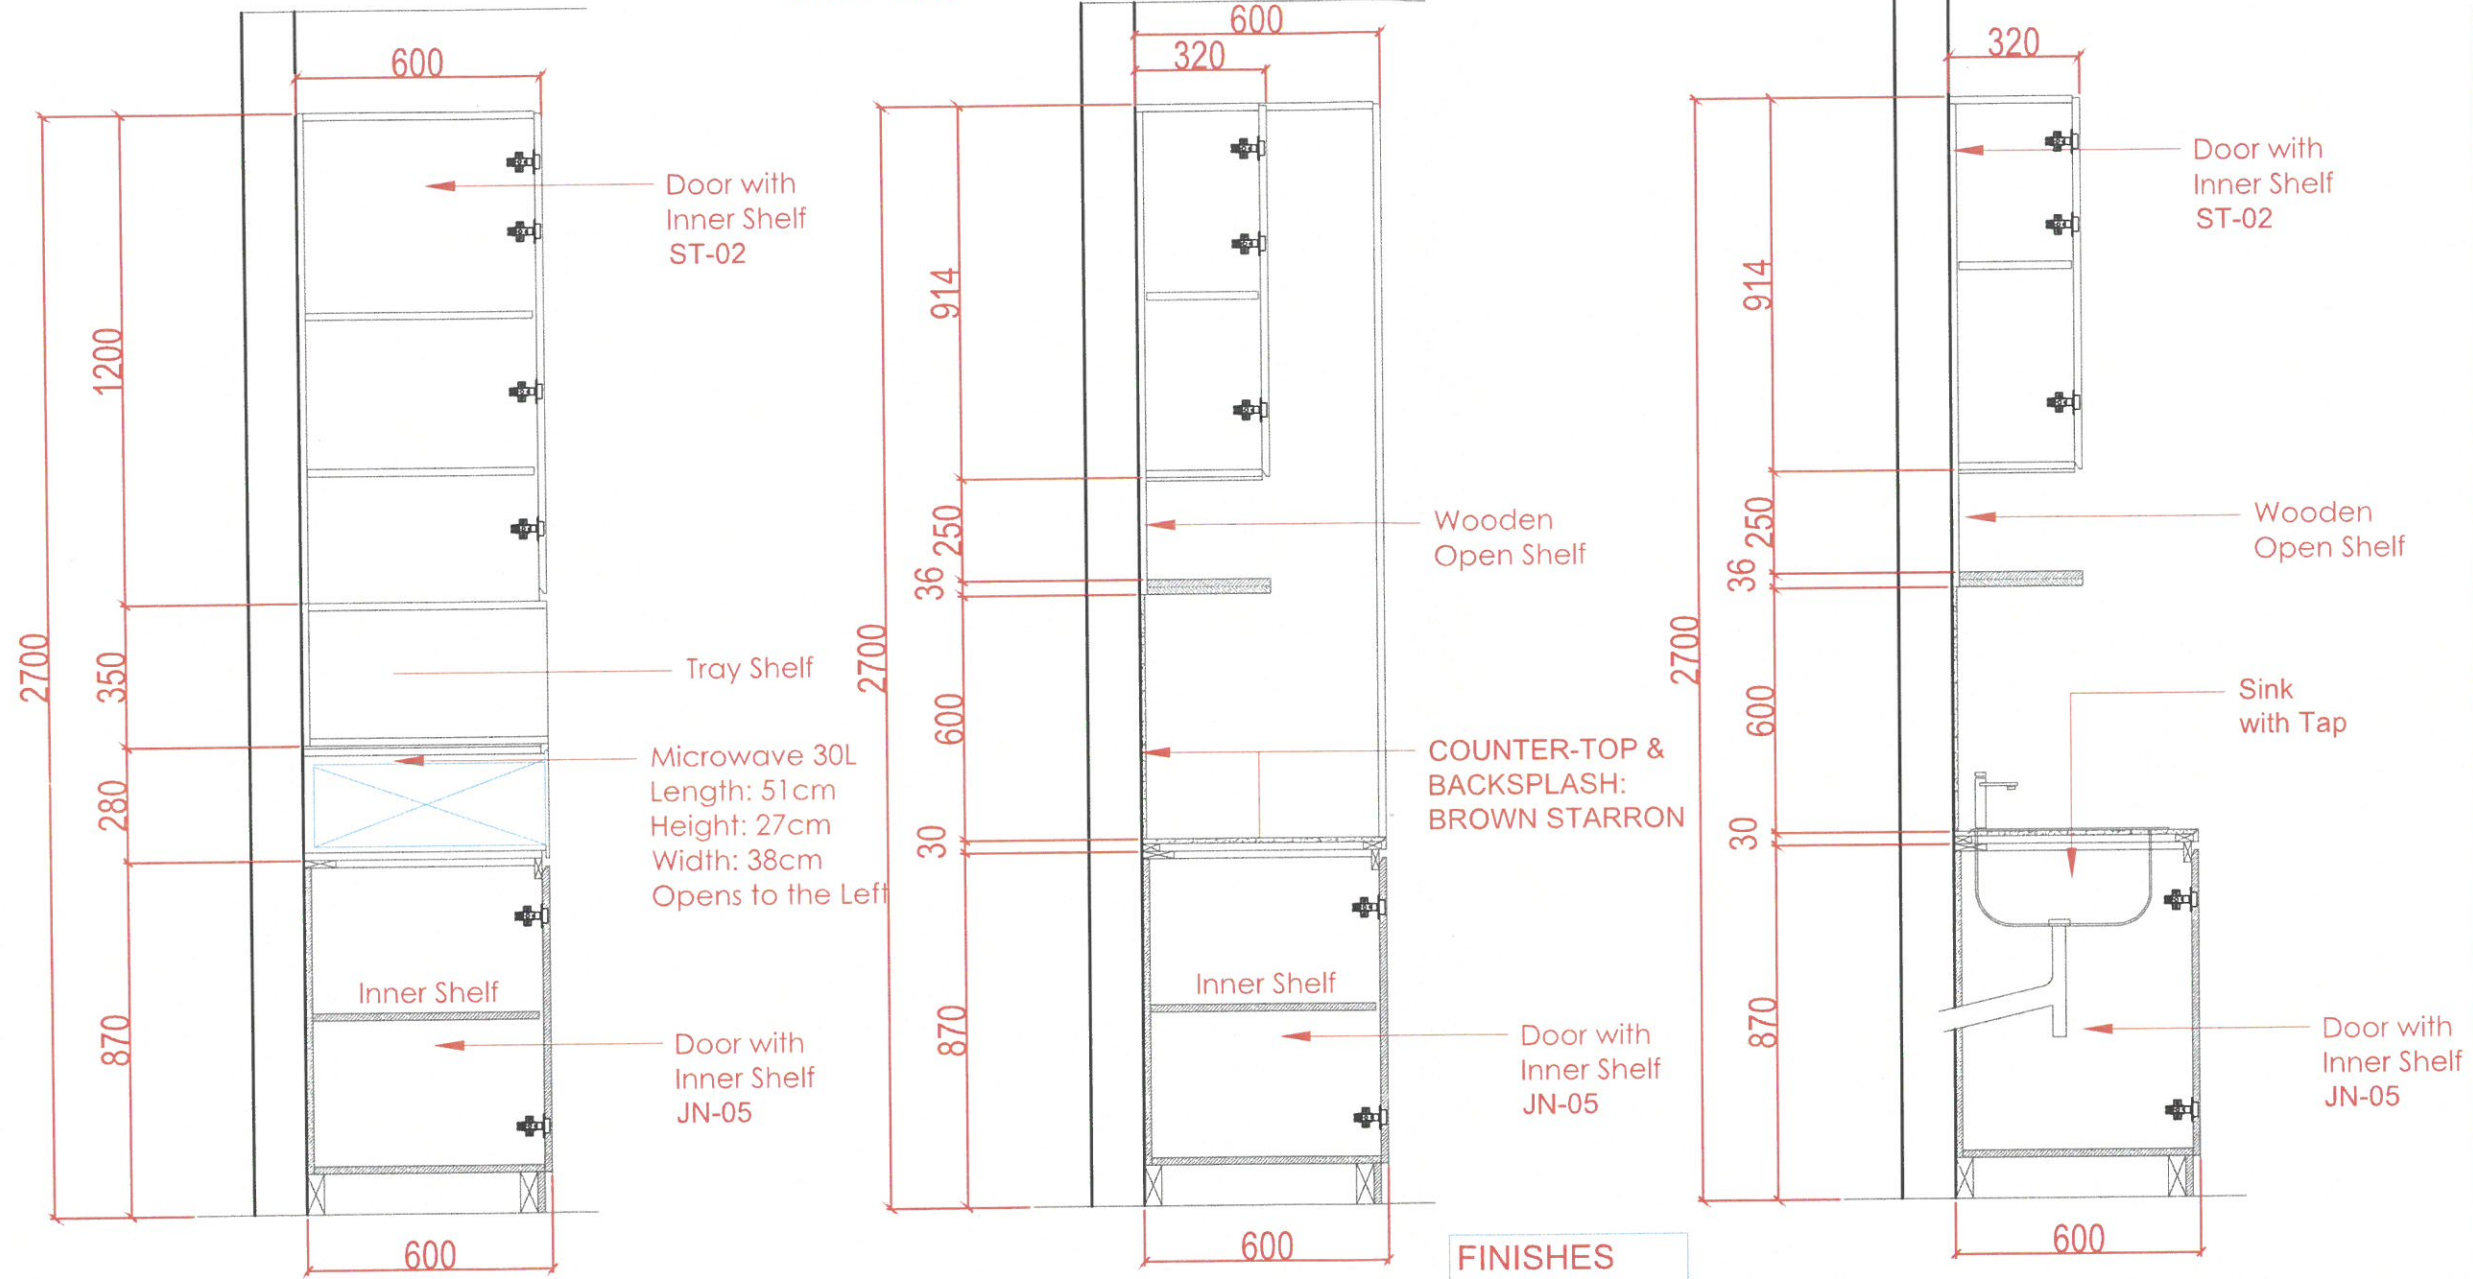 600
2700
1200
350
280
870
Door with
Inner Shelf
ST-02
Tray Shelf
Microwave 30L
Length: 51cm
Height: 27cm
Width: 38cm
Opens to the Left
Inner Shelf
Door with
Inner Shelf
JN-05
600
600
320
2700
914
250
36
600
30
870
Wooden
Open Shelf
COUNTER-TOP &
BACKSPLASH:
BROWN STARRON
Inner Shelf
Door with
Inner Shelf
JN-05
600
FINISHES
320
2700
914
250
36
600
30
870
Door with
Inner Shelf
ST-02
Wooden
Open Shelf
Sink
with Tap
Door with
Inner Shelf
JN-05
600